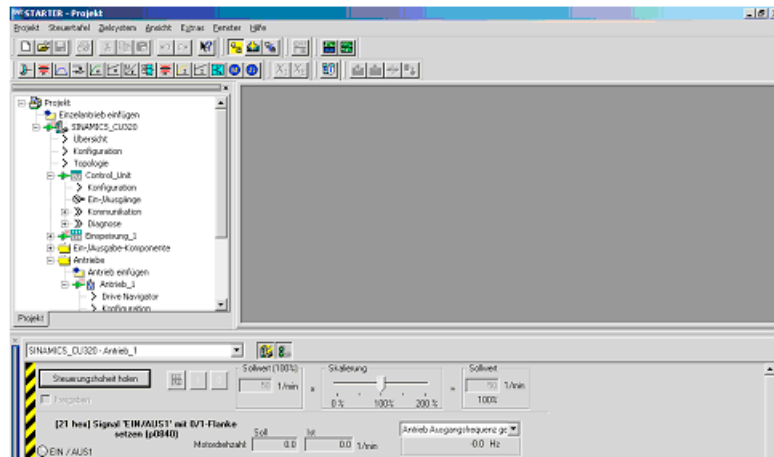 STARTER - Projekt
Projekt Steuertafel Zielsystem Ansicht Extras Fenster Hilfe
Projekt
Einzelantrieb einfügen
SINAMICS_CU320
Übersicht
Konfiguration
Topologie
Control_Unit
Konfiguration
Ein-/Ausgänge
Kommunikation
Diagnose
Einspeisung_1
Ein-/Ausgabe-Komponente
Antriebe
Antrieb einfügen
Antrieb_1
Drive Navigator
Konfiguration
Projekt
SINAMICS_CU320 - Antrieb_1
Steuerungshoheit holen
Sollwert (100%)
50 1/min
x
Skalierung
0 % 100% 200 %
=
Sollwert
50 1/min
100%
Freigaben
[21 hex] Signal 'EIN/AUS1' mit 0/1-Flanke
setzen (p0840)
Soll Ist
Motordrehzahl 0.0 0.0 1/min
Antrieb Ausgangsfrequenz ge
-0.0 Hz
EIN / AUS1